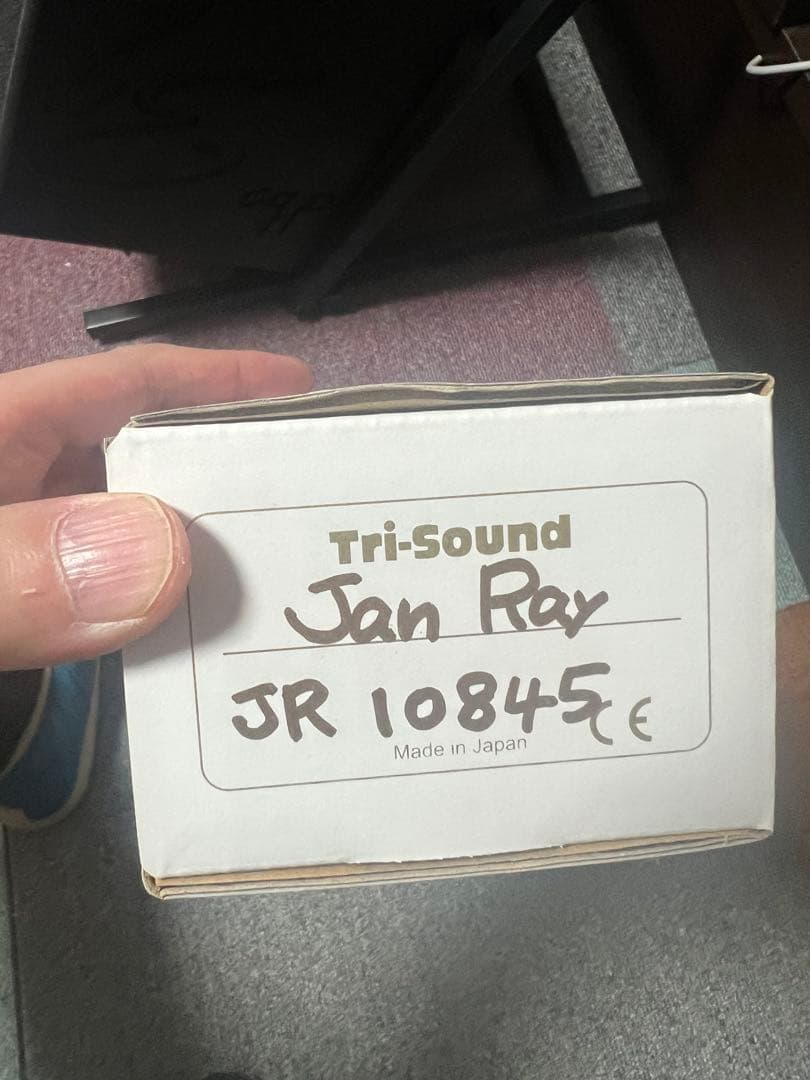 Tri-Sound
Jan Ray
JR 10845
CE
Made in Japan